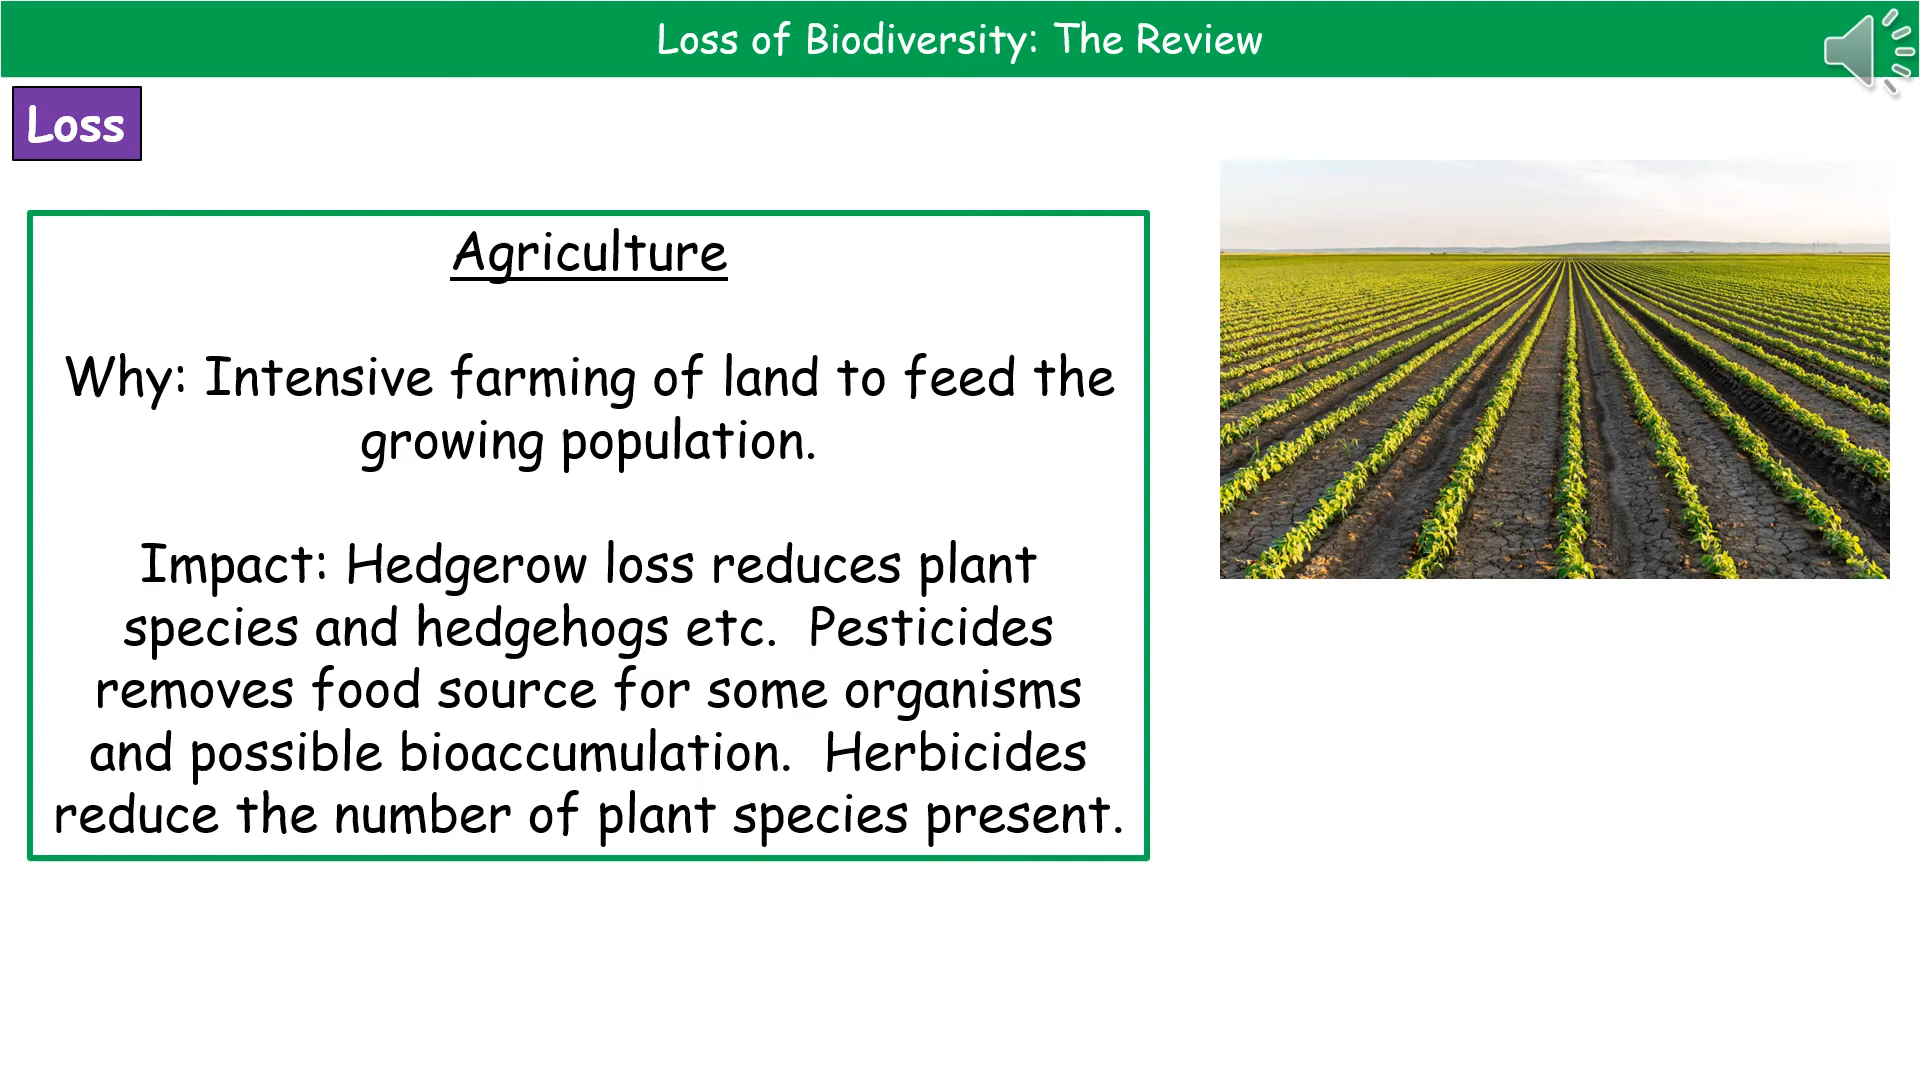 Loss of Biodiversity: The Review
Loss
Agriculture
Why: Intensive farming of land to feed the
growing population.
Impact: Hedgerow loss reduces plant
species and hedgehogs etc.  Pesticides
removes food source for some organisms
and possible bioaccumulation.  Herbicides
reduce the number of plant species present.